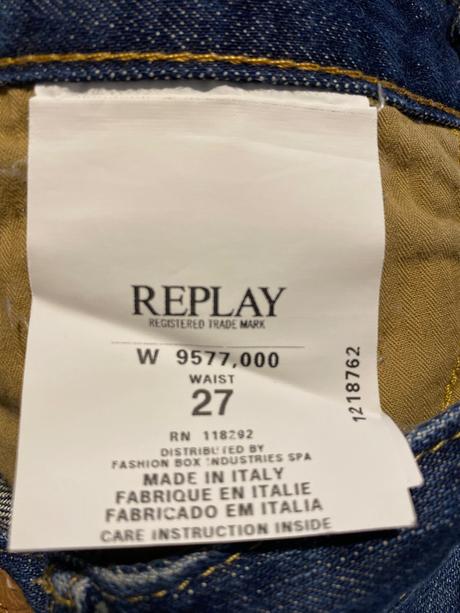 REPLAY
REGISTERED TRADE MARK
W 9577,000
WAIST
27
RN 118292
DISTRIBUTED BY
FASHION BOX INDUSTRIES SPA
MADE IN ITALY
FABRIQUE EN ITALIE
FABRICADO EM ITALIA
CARE INSTRUCTION INSIDE
1218762